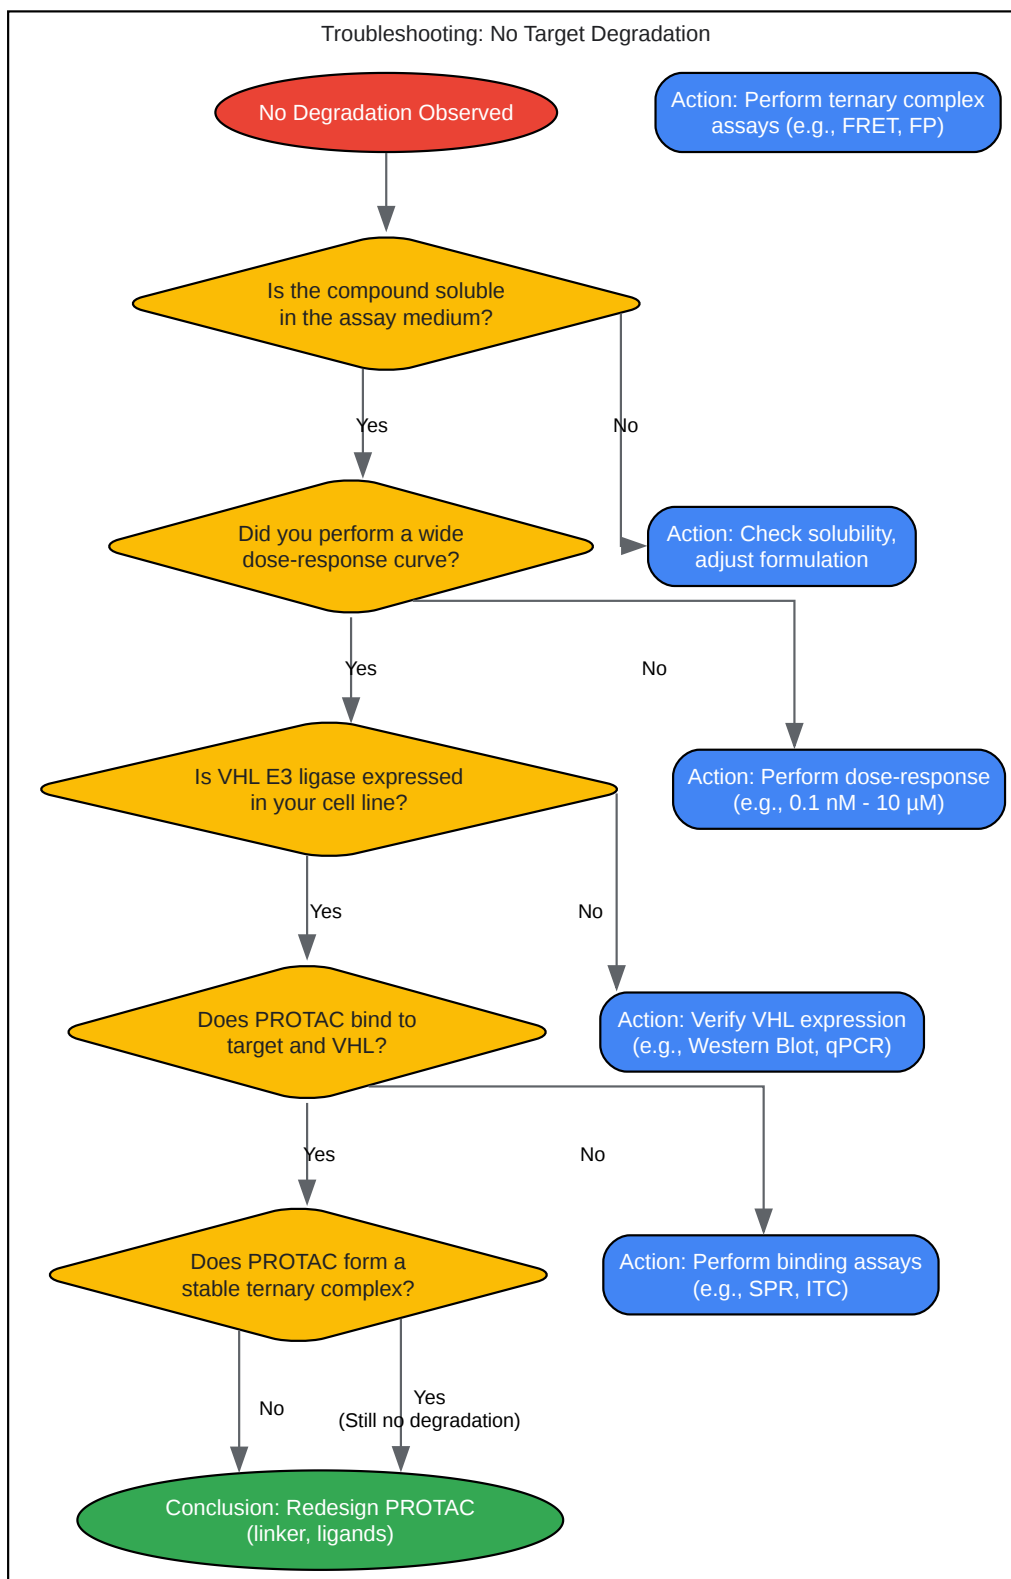 Troubleshooting: No Target Degradation
No Degradation Observed
Action: Perform ternary complex
assays (e.g., FRET, FP)
Is the compound soluble
in the assay medium?
Yes
No
Did you perform a wide
dose-response curve?
Action: Check solubility,
adjust formulation
Yes
No
Is VHL E3 ligase expressed
in your cell line?
Action: Perform dose-response
(e.g., 0.1 nM - 10 µM)
Yes
No
Does PROTAC bind to
target and VHL?
Action: Verify VHL expression
(e.g., Western Blot, qPCR)
Yes
No
Does PROTAC form a
stable ternary complex?
Action: Perform binding assays
(e.g., SPR, ITC)
No
Yes
(Still no degradation)
Conclusion: Redesign PROTAC
(linker, ligands)